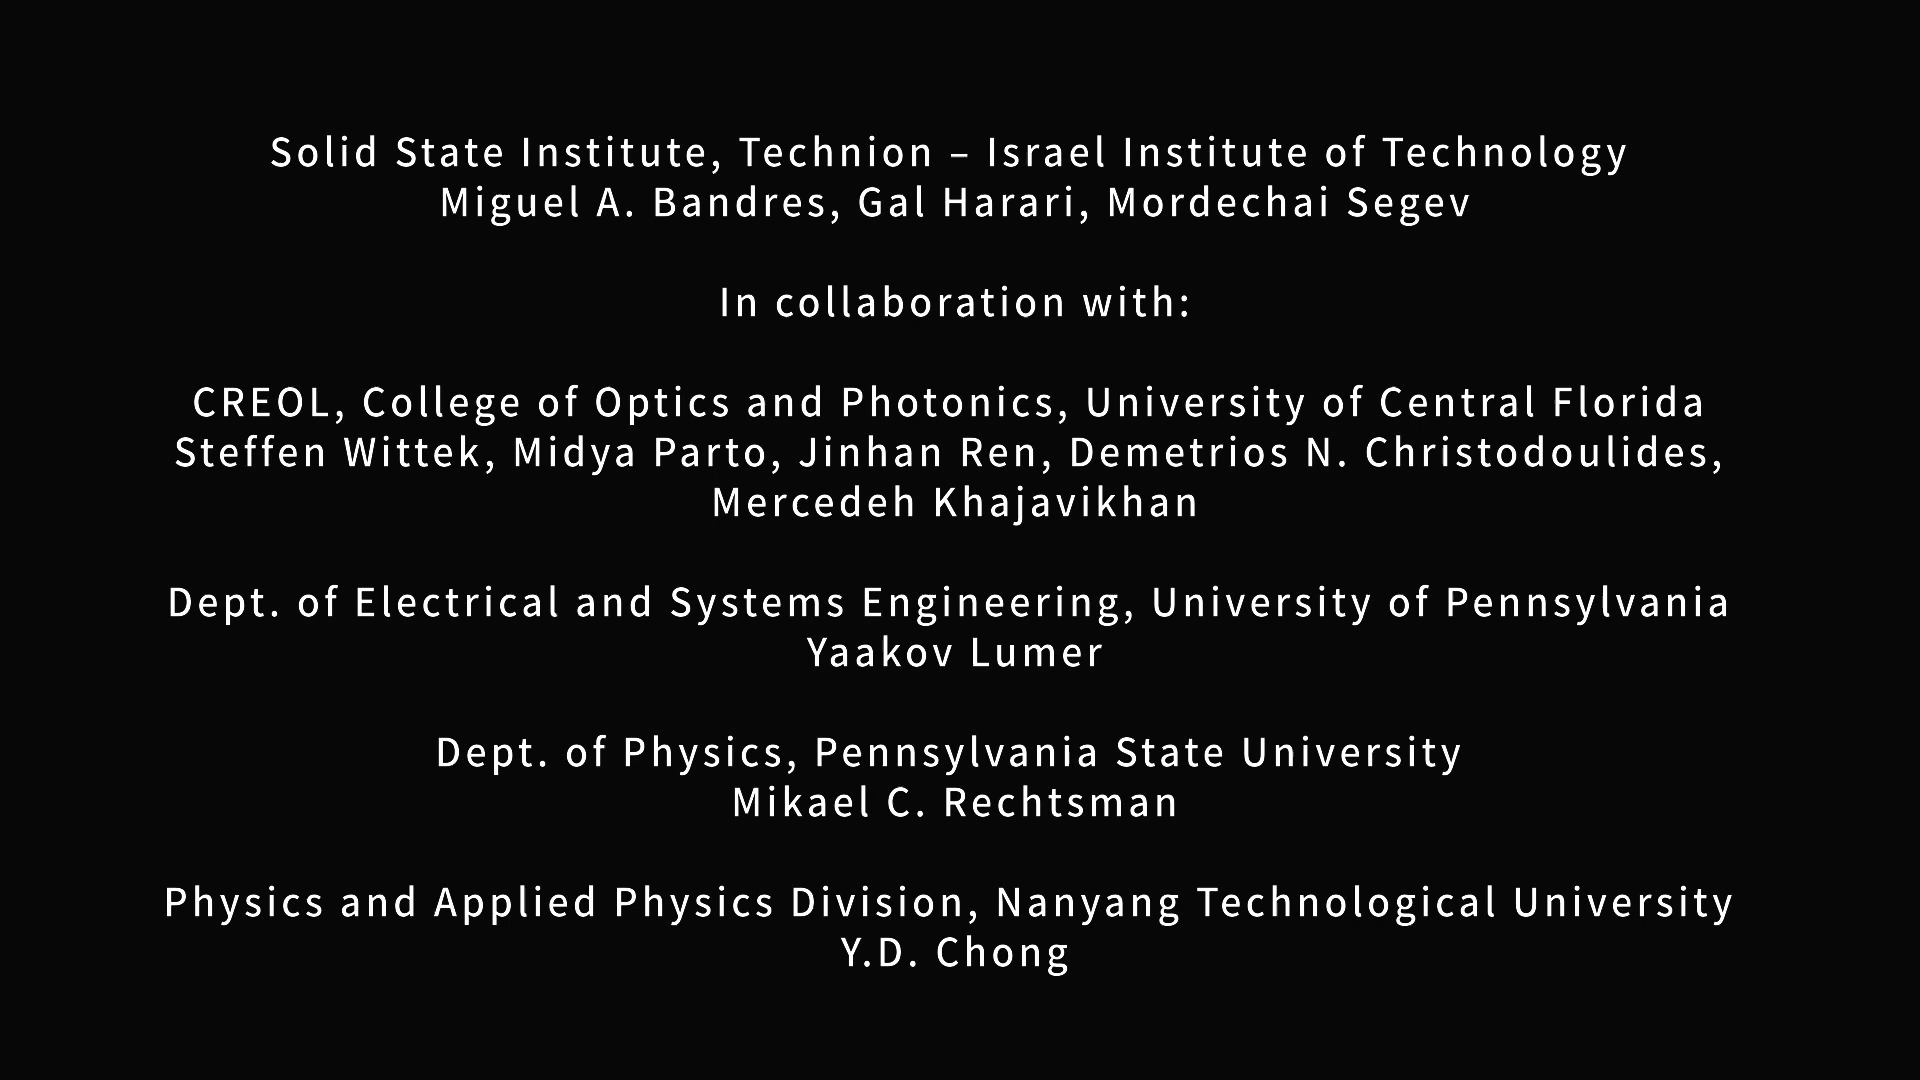 Solid State Institute, Technion – Israel Institute of Technology
Miguel A. Bandres, Gal Harari, Mordechai Segev
In collaboration with:
CREOL, College of Optics and Photonics, University of Central Florida
Steffen Wittek, Midya Parto, Jinhan Ren, Demetrios N. Christodoulides,
Mercedeh Khajavikhan
Dept. of Electrical and Systems Engineering, University of Pennsylvania
Yaakov Lumer
Dept. of Physics, Pennsylvania State University
Mikael C. Rechtsman
Physics and Applied Physics Division, Nanyang Technological University
Y.D. Chong